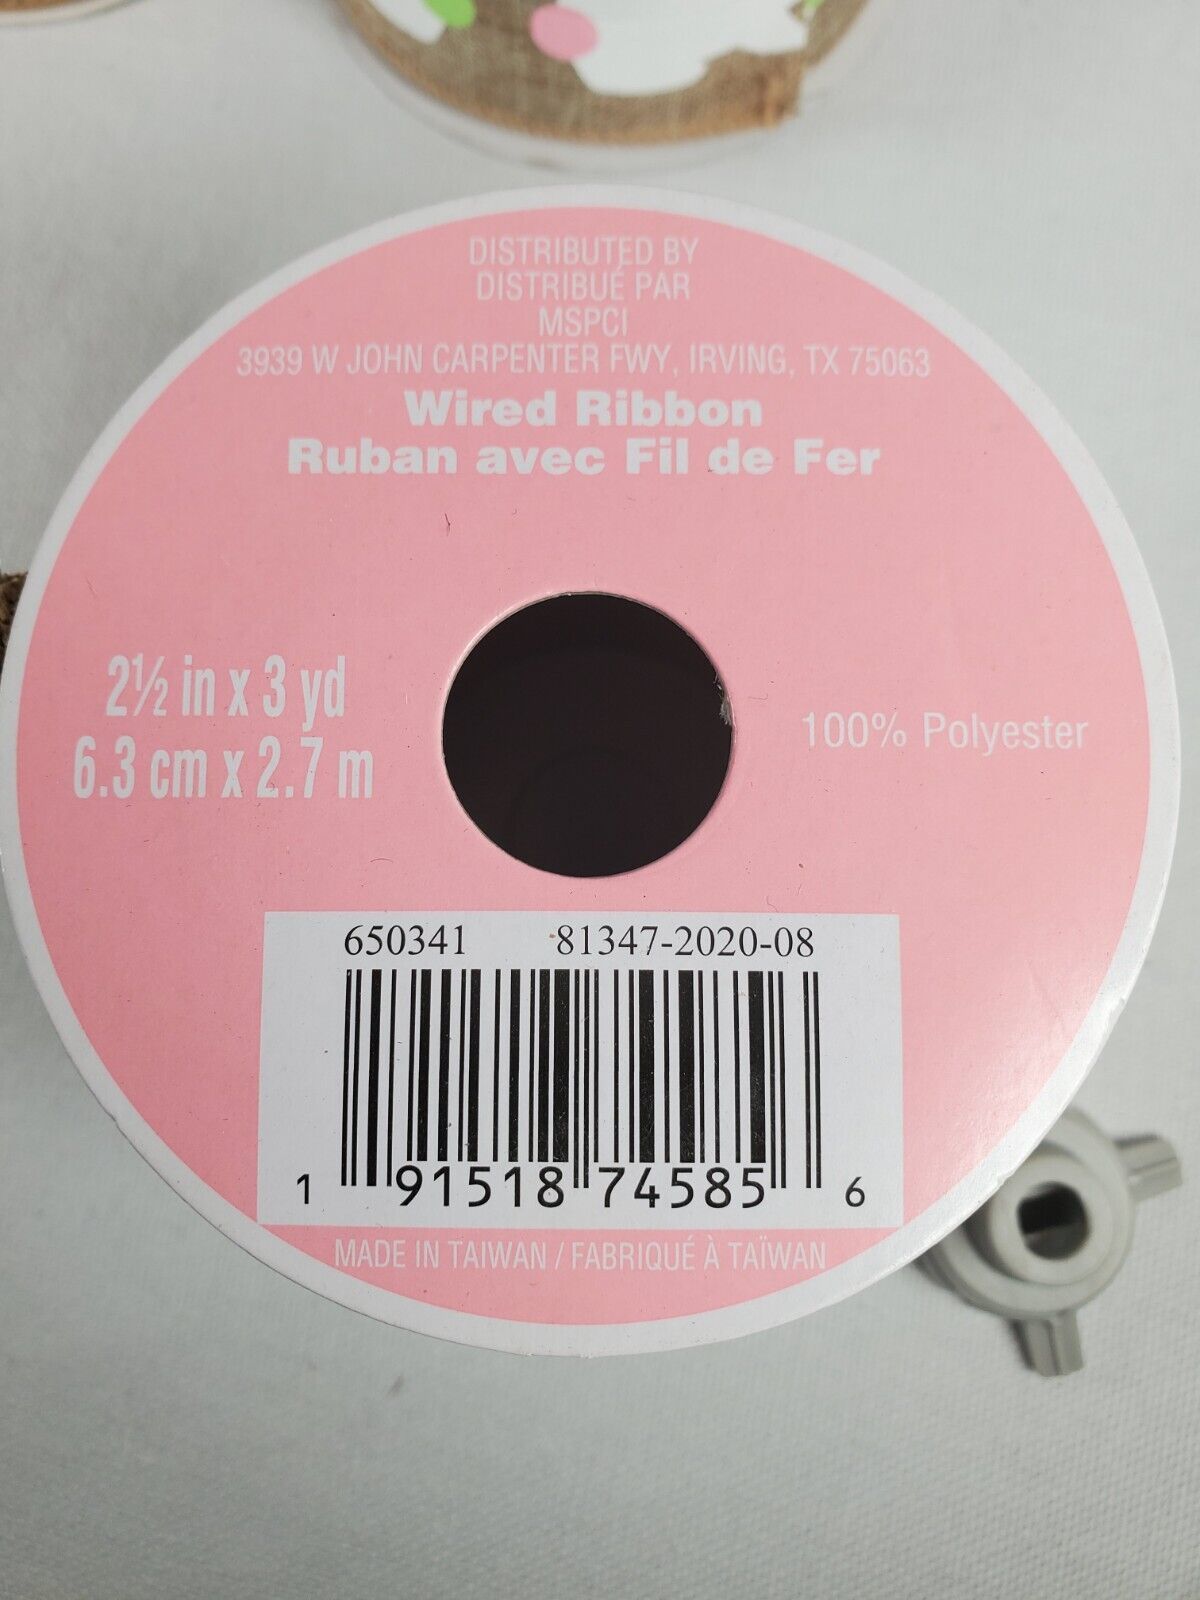 DISTRIBUTED BY
DISTRIBUÉ PAR
MSPCI
3939 W JOHN CARPENTER FWY, IRVING, TX 75063
Wired Ribbon
Ruban avec Fil de Fer
2½ in x 3 yd
6.3 cm x 2.7 m
100% Polyester
650341 81347-2020-08
1 91518 74585 6
MADE IN TAIWAN / FABRIQUÉ À TAÏWAN